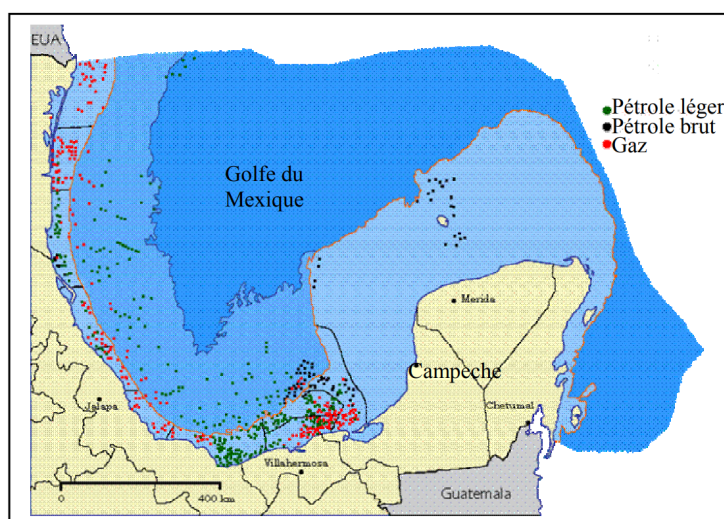 EUA
Pétrole léger
Pétrole brut
Gaz
Golfe du
Mexique
Merida
Campeche
Jalapa
Chetumal
Villahermosa
0
400 km
Guatemala